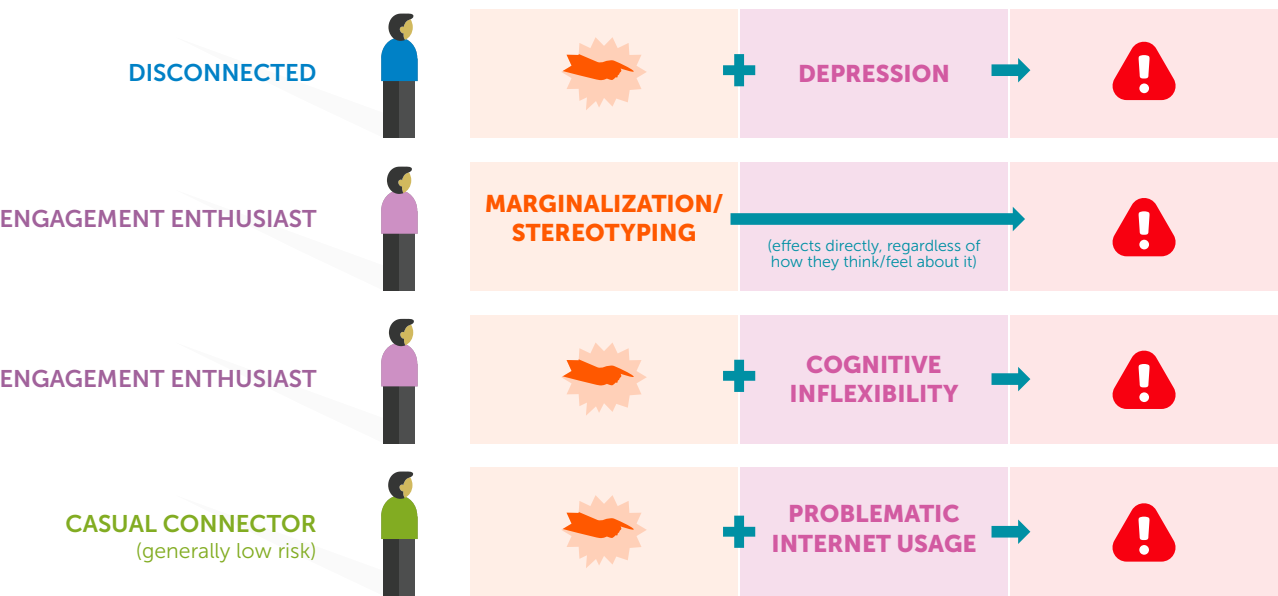 DISCONNECTED
DEPRESSION
ENGAGEMENT ENTHUSIAST
MARGINALIZATION/
STEREOTYPING
(effects directly, regardless of
how they think/feel about it)
ENGAGEMENT ENTHUSIAST
COGNITIVE
INFLEXIBILITY
CASUAL CONNECTOR
(generally low risk)
PROBLEMATIC
INTERNET USAGE